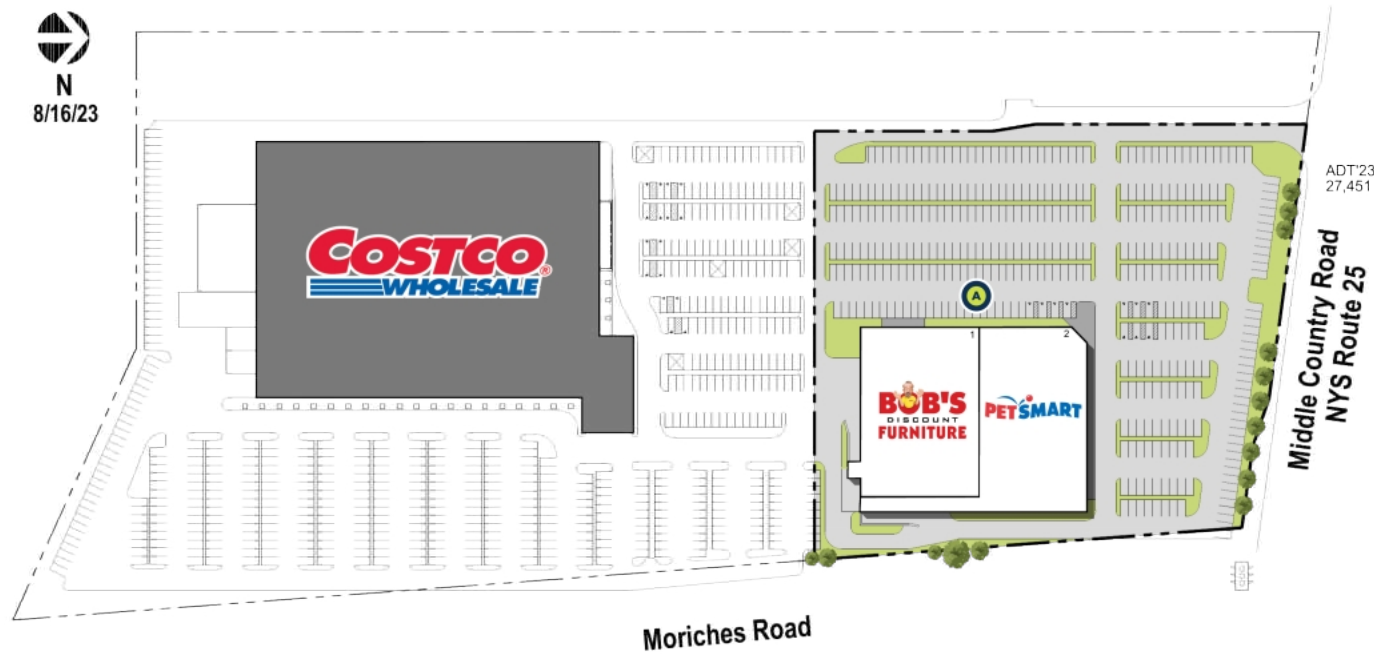 N
8/16/23
COSTCO
WHOLESALE
®
ADT'23
27,451
Middle Country Road
NYS Route 25
A
1
2
BOB'S
DISCOUNT
FURNITURE
PETSMART
Moriches Road